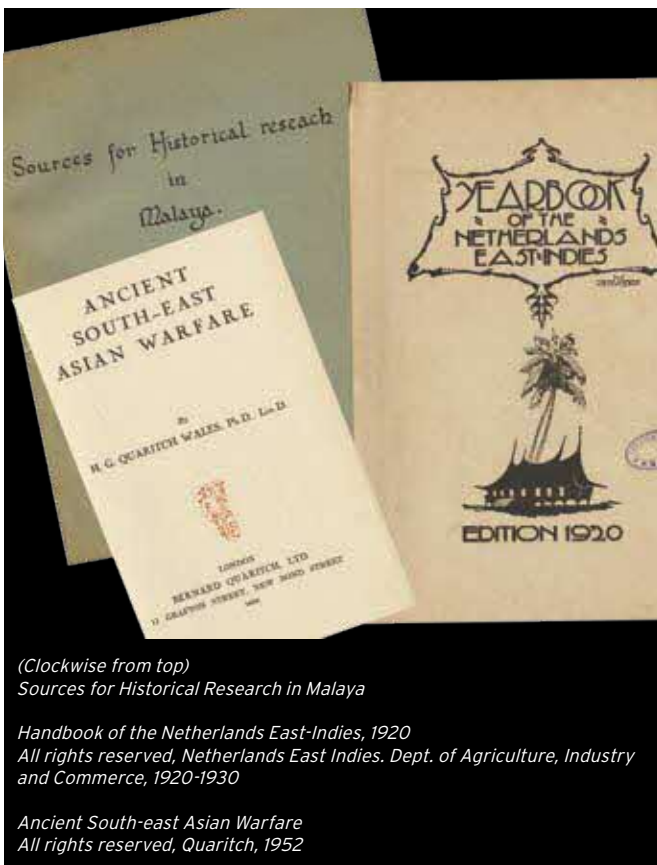 Sources for Historical reseach
in
Malaya.
ANCIENT
SOUTH-EAST
ASIAN WARFARE
By
H. G. QUARITCH WALES, Ph.D., Litt.D.
LONDON
BERNARD QUARITCH, LTD
11 GRAFTON STREET, NEW BOND STREET
YEARBOOK
OF THE
NETHERLANDS
EAST-INDIES
EDITION 1920
(Clockwise from top)
Sources for Historical Research in Malaya
Handbook of the Netherlands East-Indies, 1920
All rights reserved, Netherlands East Indies. Dept. of Agriculture, Industry
and Commerce, 1920-1930
Ancient South-east Asian Warfare
All rights reserved, Quaritch, 1952